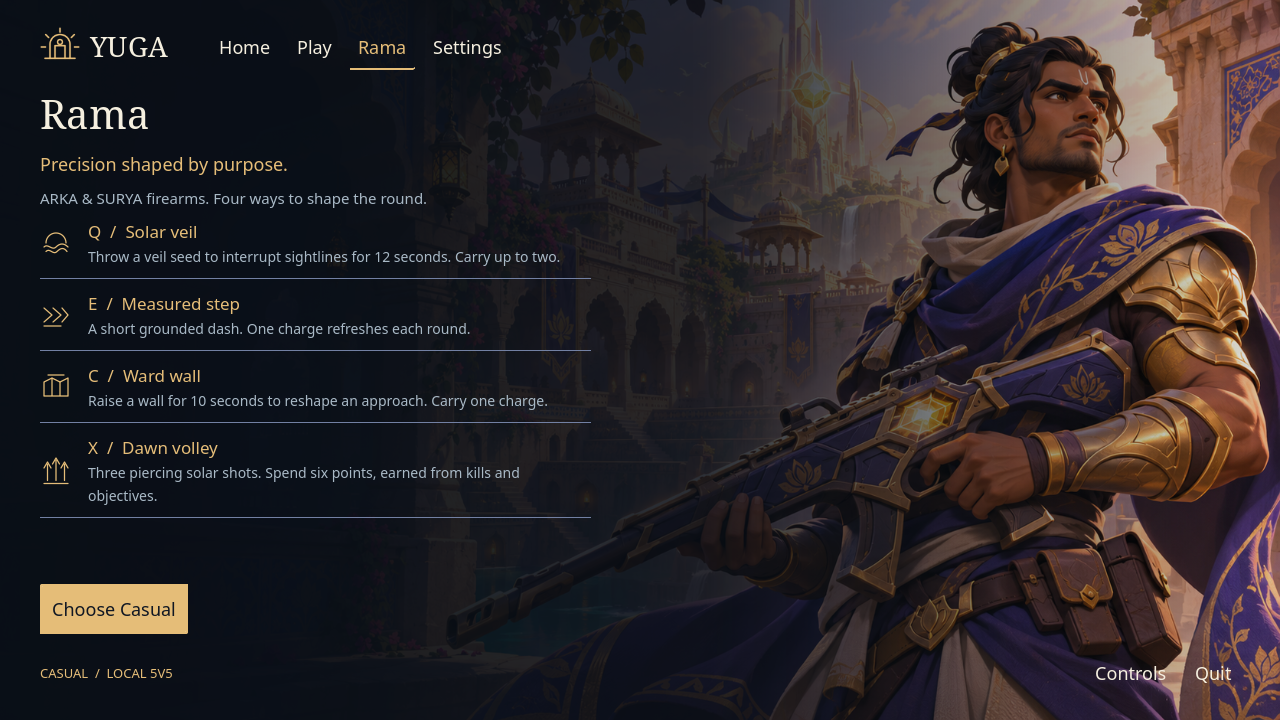 YUGA
Home Play Rama Settings
Rama
Precision shaped by purpose.
ARKA & SURYA firearms. Four ways to shape the round.
Q / Solar veil
Throw a veil seed to interrupt sightlines for 12 seconds. Carry up to two.
E / Measured step
A short grounded dash. One charge refreshes each round.
C / Ward wall
Raise a wall for 10 seconds to reshape an approach. Carry one charge.
X / Dawn volley
Three piercing solar shots. Spend six points, earned from kills and
objectives.
Choose Casual
CASUAL / LOCAL 5V5
Controls Quit